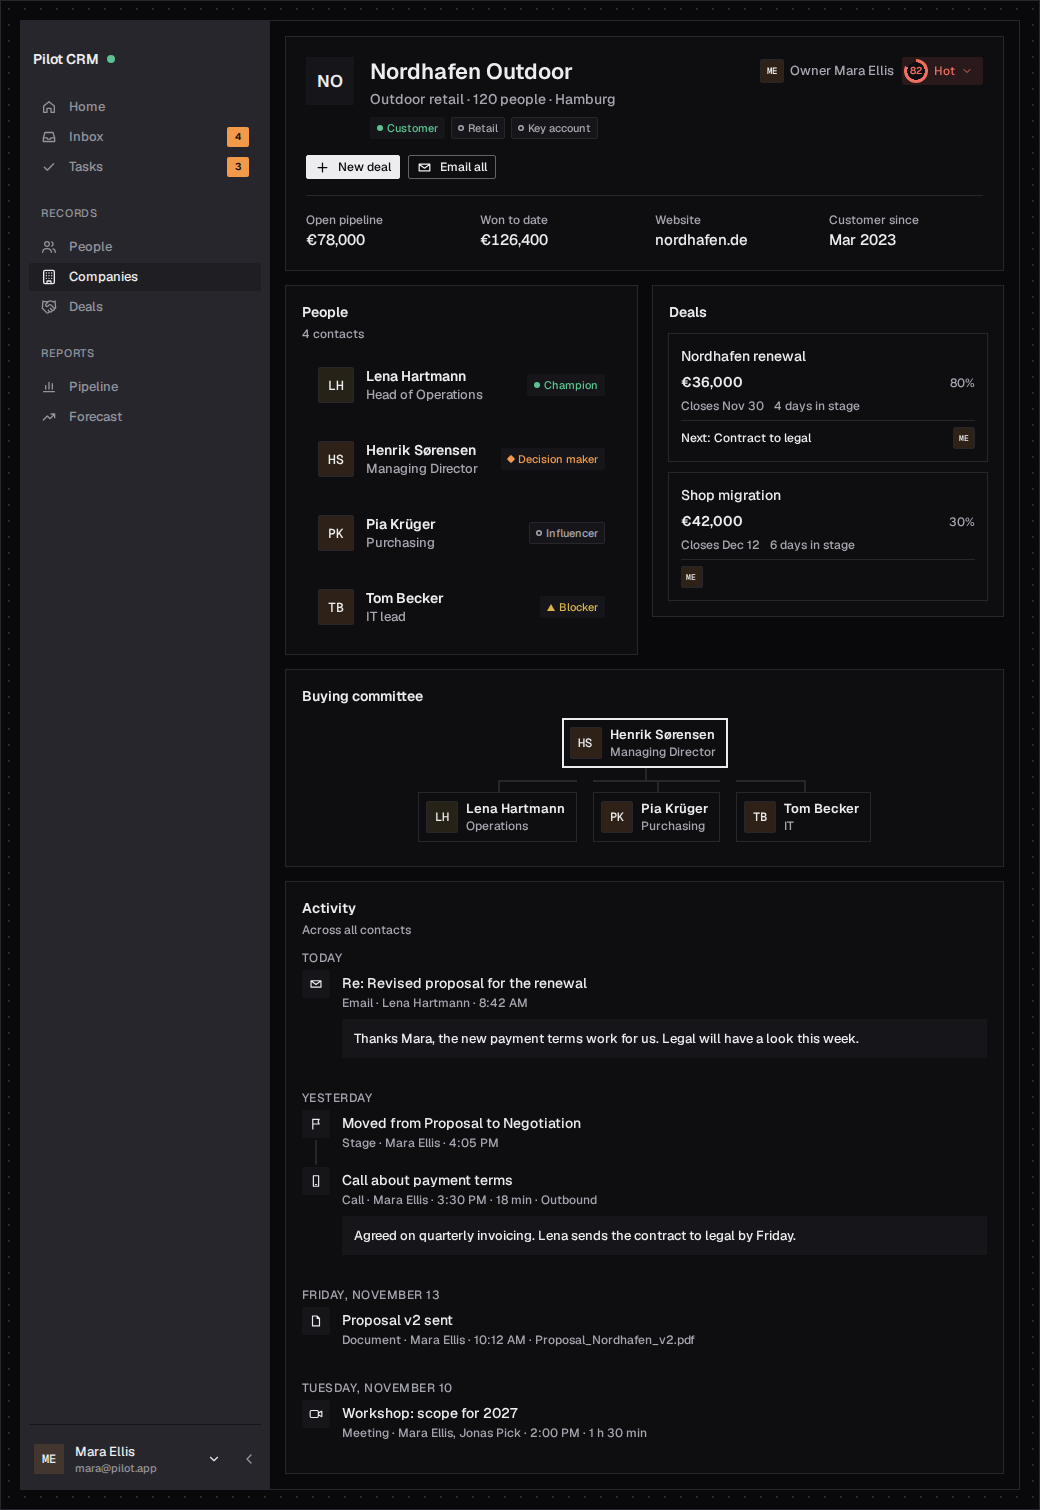 Pilot CRM
Home
Inbox 4
Tasks 3
RECORDS
People
Companies
Deals
REPORTS
Pipeline
Forecast
ME Mara Ellis
mara@pilot.app
NO Nordhafen Outdoor
Outdoor retail · 120 people · Hamburg
Customer Retail Key account
ME Owner Mara Ellis 82 Hot
New deal Email all
Open pipeline Won to date Website Customer since
€78,000 €126,400 nordhafen.de Mar 2023
People
4 contacts
LH Lena Hartmann Champion
Head of Operations
HS Henrik Sørensen Decision maker
Managing Director
PK Pia Krüger Influencer
Purchasing
TB Tom Becker Blocker
IT lead
Deals
Nordhafen renewal
€36,000 80%
Closes Nov 30 4 days in stage
Next: Contract to legal ME
Shop migration
€42,000 30%
Closes Dec 12 6 days in stage
ME
Buying committee
HS Henrik Sørensen
Managing Director
LH Lena Hartmann
Operations
PK Pia Krüger
Purchasing
TB Tom Becker
IT
Activity
Across all contacts
TODAY
Re: Revised proposal for the renewal
Email · Lena Hartmann · 8:42 AM
Thanks Mara, the new payment terms work for us. Legal will have a look this week.
YESTERDAY
Moved from Proposal to Negotiation
Stage · Mara Ellis · 4:05 PM
Call about payment terms
Call · Mara Ellis · 3:30 PM · 18 min · Outbound
Agreed on quarterly invoicing. Lena sends the contract to legal by Friday.
FRIDAY, NOVEMBER 13
Proposal v2 sent
Document · Mara Ellis · 10:12 AM · Proposal_Nordhafen_v2.pdf
TUESDAY, NOVEMBER 10
Workshop: scope for 2027
Meeting · Mara Ellis, Jonas Pick · 2:00 PM · 1 h 30 min